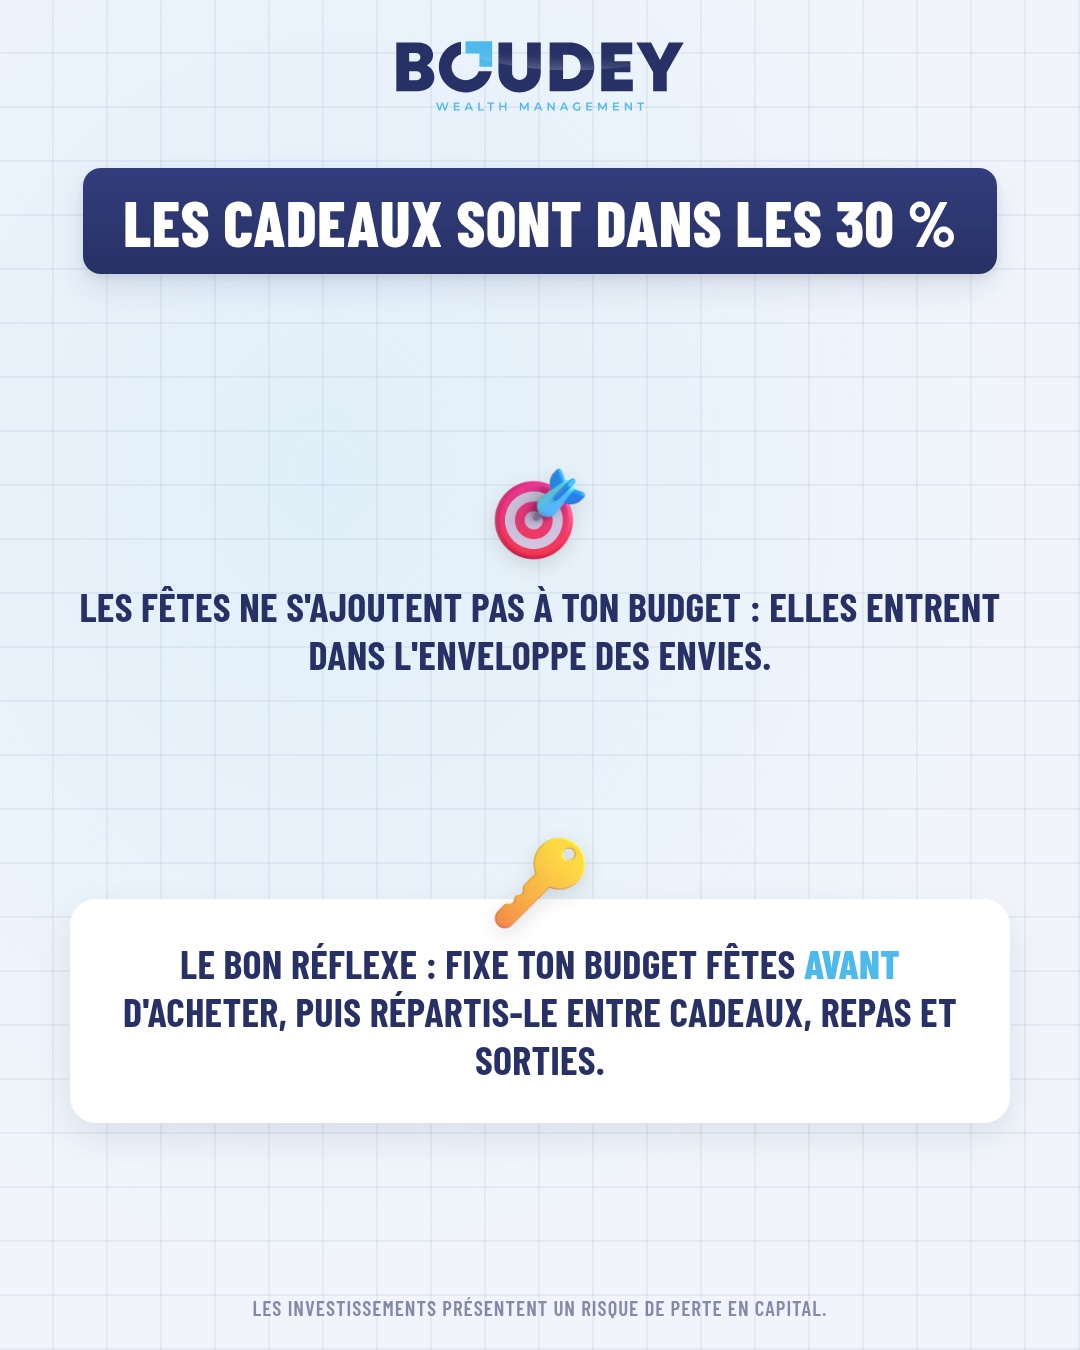 BOUDEY
WEALTH MANAGEMENT
LES CADEAUX SONT DANS LES 30 %
LES FÊTES NE S'AJOUTENT PAS À TON BUDGET : ELLES ENTRENT
DANS L'ENVELOPPE DES ENVIES.
LE BON RÉFLEXE : FIXE TON BUDGET FÊTES AVANT
D'ACHETER, PUIS RÉPARTIS-LE ENTRE CADEAUX, REPAS ET
SORTIES.
LES INVESTISSEMENTS PRÉSENTENT UN RISQUE DE PERTE EN CAPITAL.